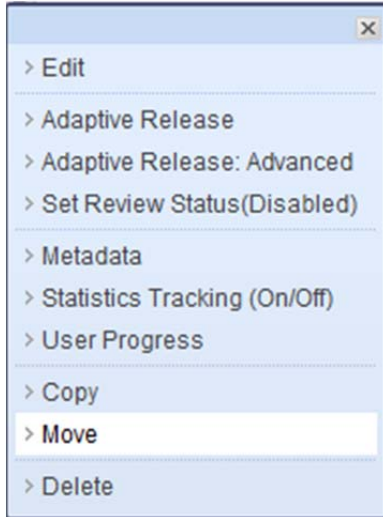 Edit
Adaptive Release
Adaptive Release: Advanced
Set Review Status(Disabled)
Metadata
Statistics Tracking (On/Off)
User Progress
Copy
Move
Delete